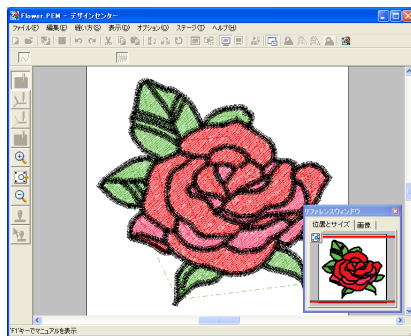 Flower.PEM - デザインセンター
ファイル(F) 編集(E) 縫い方(S) 表示(D) オプション(O) ステージ(T) ヘルプ(H)
リファレンスウィンドウ
位置とサイズ 画像
'F1'キーでマニュアルを表示